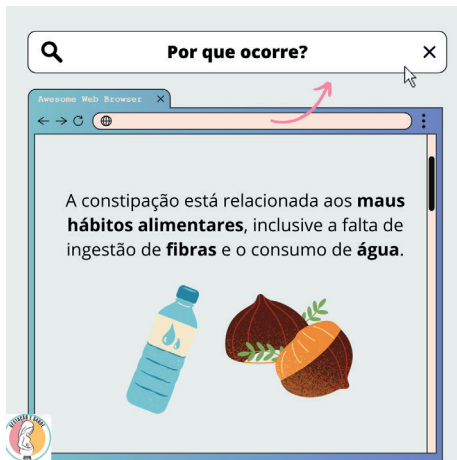 Por que ocorre?
Awesome Web Browser
A constipação está relacionada aos maus
hábitos alimentares, inclusive a falta de
ingestão de fibras e o consumo de água.